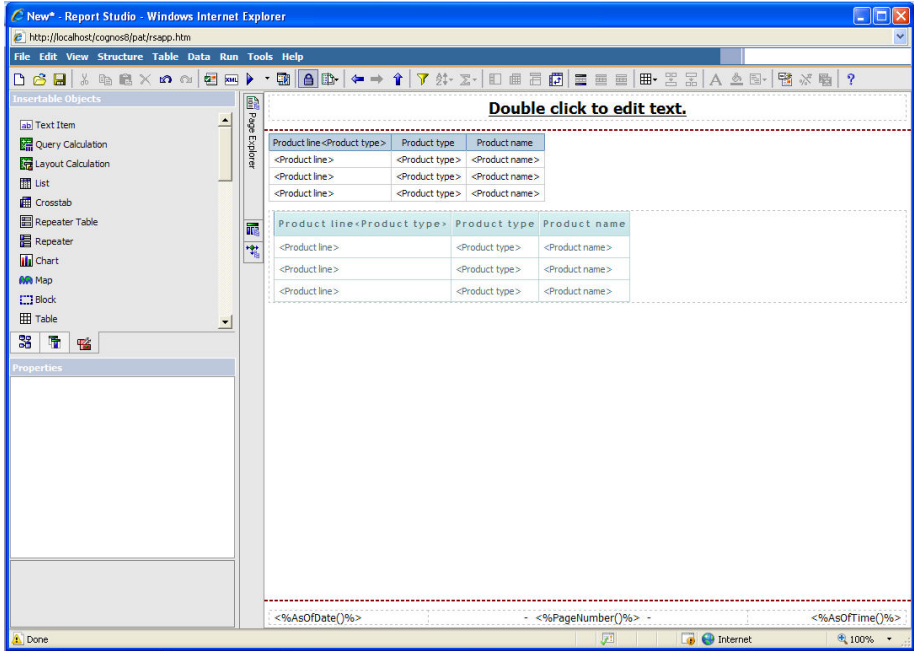 New* - Report Studio - Windows Internet Explorer
http://localhost/cognos8/pat/rsapp.htm
File Edit View Structure Table Data Run Tools Help
Insertable Objects
Text Item
Query Calculation
Layout Calculation
List
Crosstab
Repeater Table
Repeater
Chart
Map
Block
Table
Properties
Page Explorer
Double click to edit text.
Product line<Product type> Product type Product name
<Product line> <Product type> <Product name>
<Product line> <Product type> <Product name>
<Product line> <Product type> <Product name>
Product line<Product type> Product type Product name
<Product line> <Product type> <Product name>
<Product line> <Product type> <Product name>
<Product line> <Product type> <Product name>
<%AsOfDate()%> - <%PageNumber()%> - <%AsOfTime()%>
Done Internet 100%